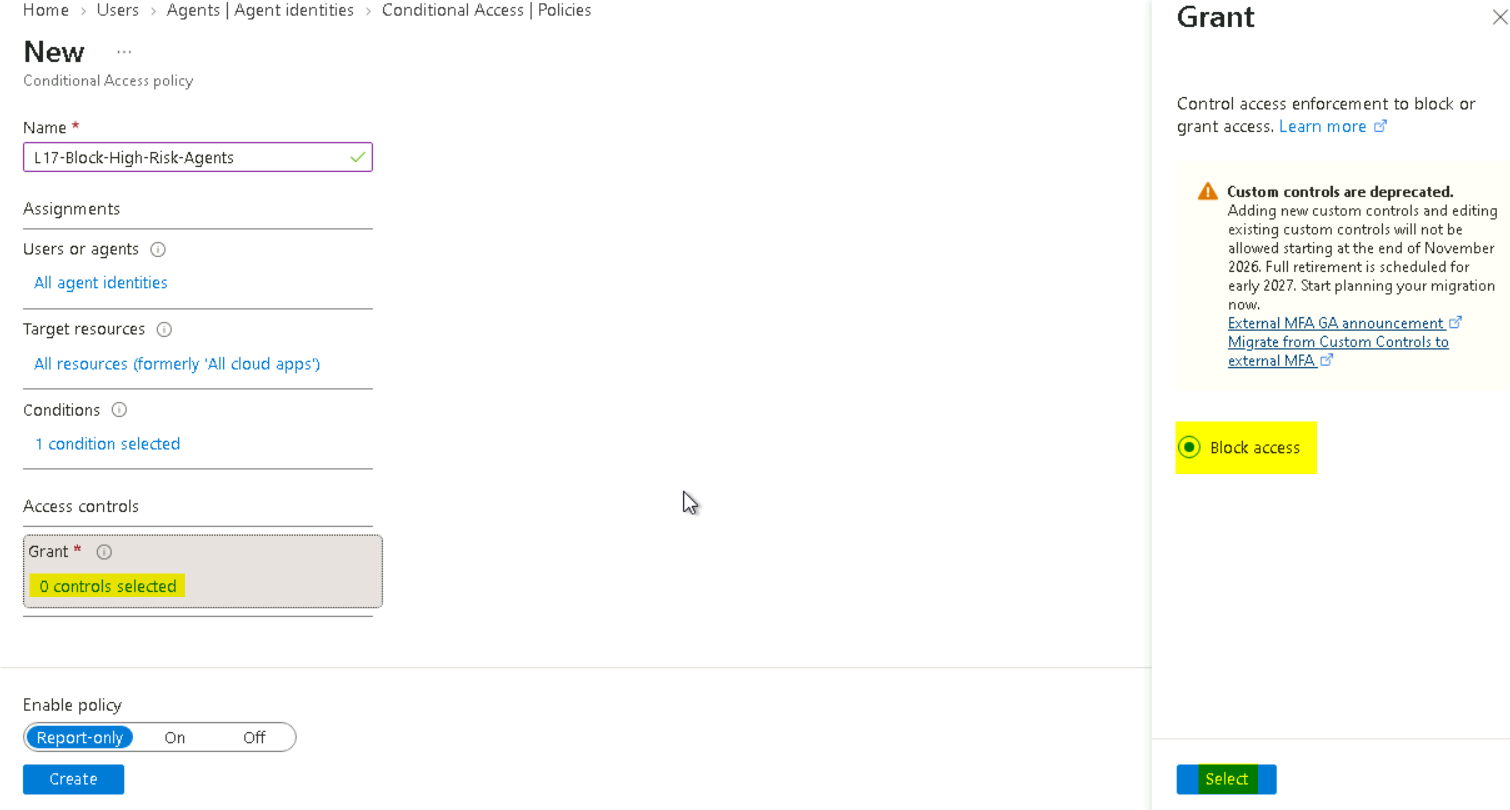 Home > Users > Agents | Agent identities > Conditional Access | Policies
New ...
Conditional Access policy
Name *
L17-Block-High-Risk-Agents
Assignments
Users or agents
All agent identities
Target resources
All resources (formerly 'All cloud apps')
Conditions
1 condition selected
Access controls
Grant *
0 controls selected
Enable policy
Report-only On Off
Create
Grant
Control access enforcement to block or
grant access. Learn more
Custom controls are deprecated.
Adding new custom controls and editing
existing custom controls will not be
allowed starting at the end of November
2026. Full retirement is scheduled for
early 2027. Start planning your migration
now.
External MFA GA announcement
Migrate from Custom Controls to
external MFA
Block access
Select